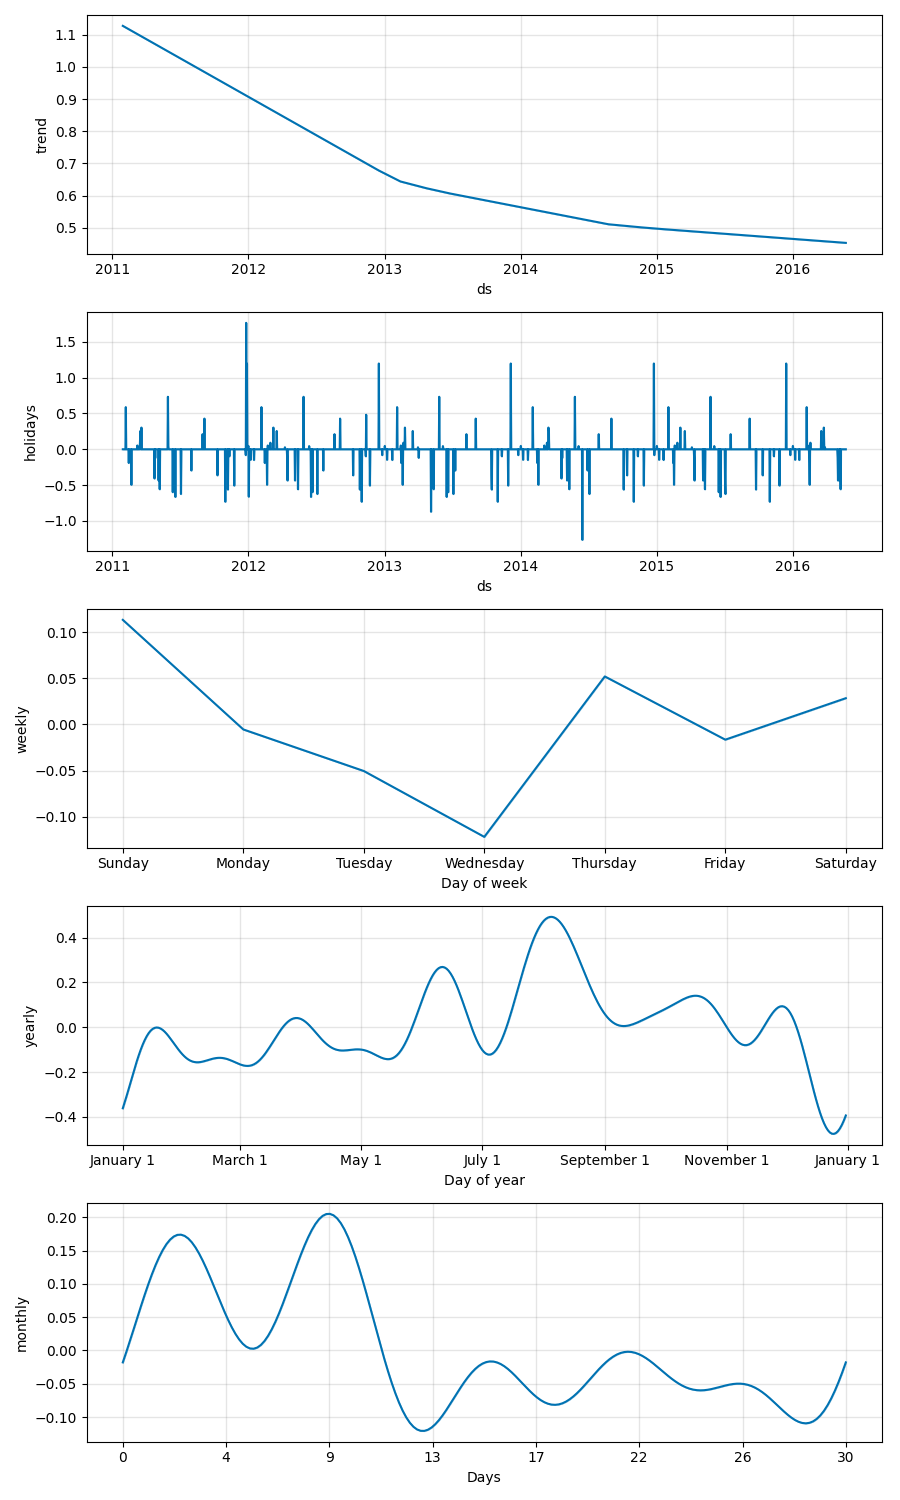 1.1
1.0
0.9
0.8
0.7
0.6
0.5
trend
2011 2012 2013 2014 2015 2016
ds
1.5
1.0
0.5
0.0
−0.5
−1.0
holidays
2011 2012 2013 2014 2015 2016
ds
0.10
0.05
0.00
−0.05
−0.10
weekly
Sunday Monday Tuesday Wednesday Thursday Friday Saturday
Day of week
0.4
0.2
0.0
−0.2
−0.4
yearly
January 1 March 1 May 1 July 1 September 1 November 1 January 1
Day of year
0.20
0.15
0.10
0.05
0.00
−0.05
−0.10
monthly
0 4 9 13 17 22 26 30
Days